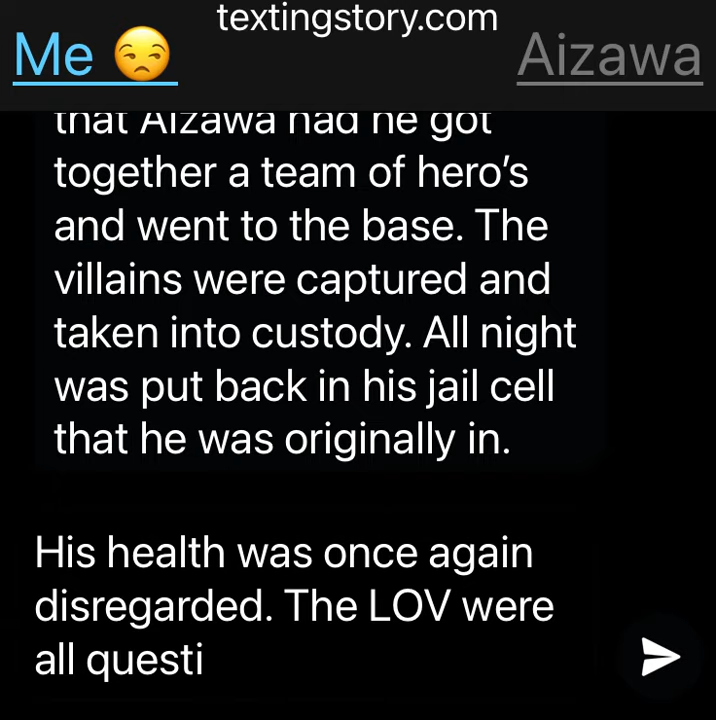 textingstory.com
Me 😒 Aizawa
that Aizawa had he got
together a team of hero's
and went to the base. The
villains were captured and
taken into custody. All night
was put back in his jail cell
that he was originally in.
His health was once again
disregarded. The LOV were
all questi